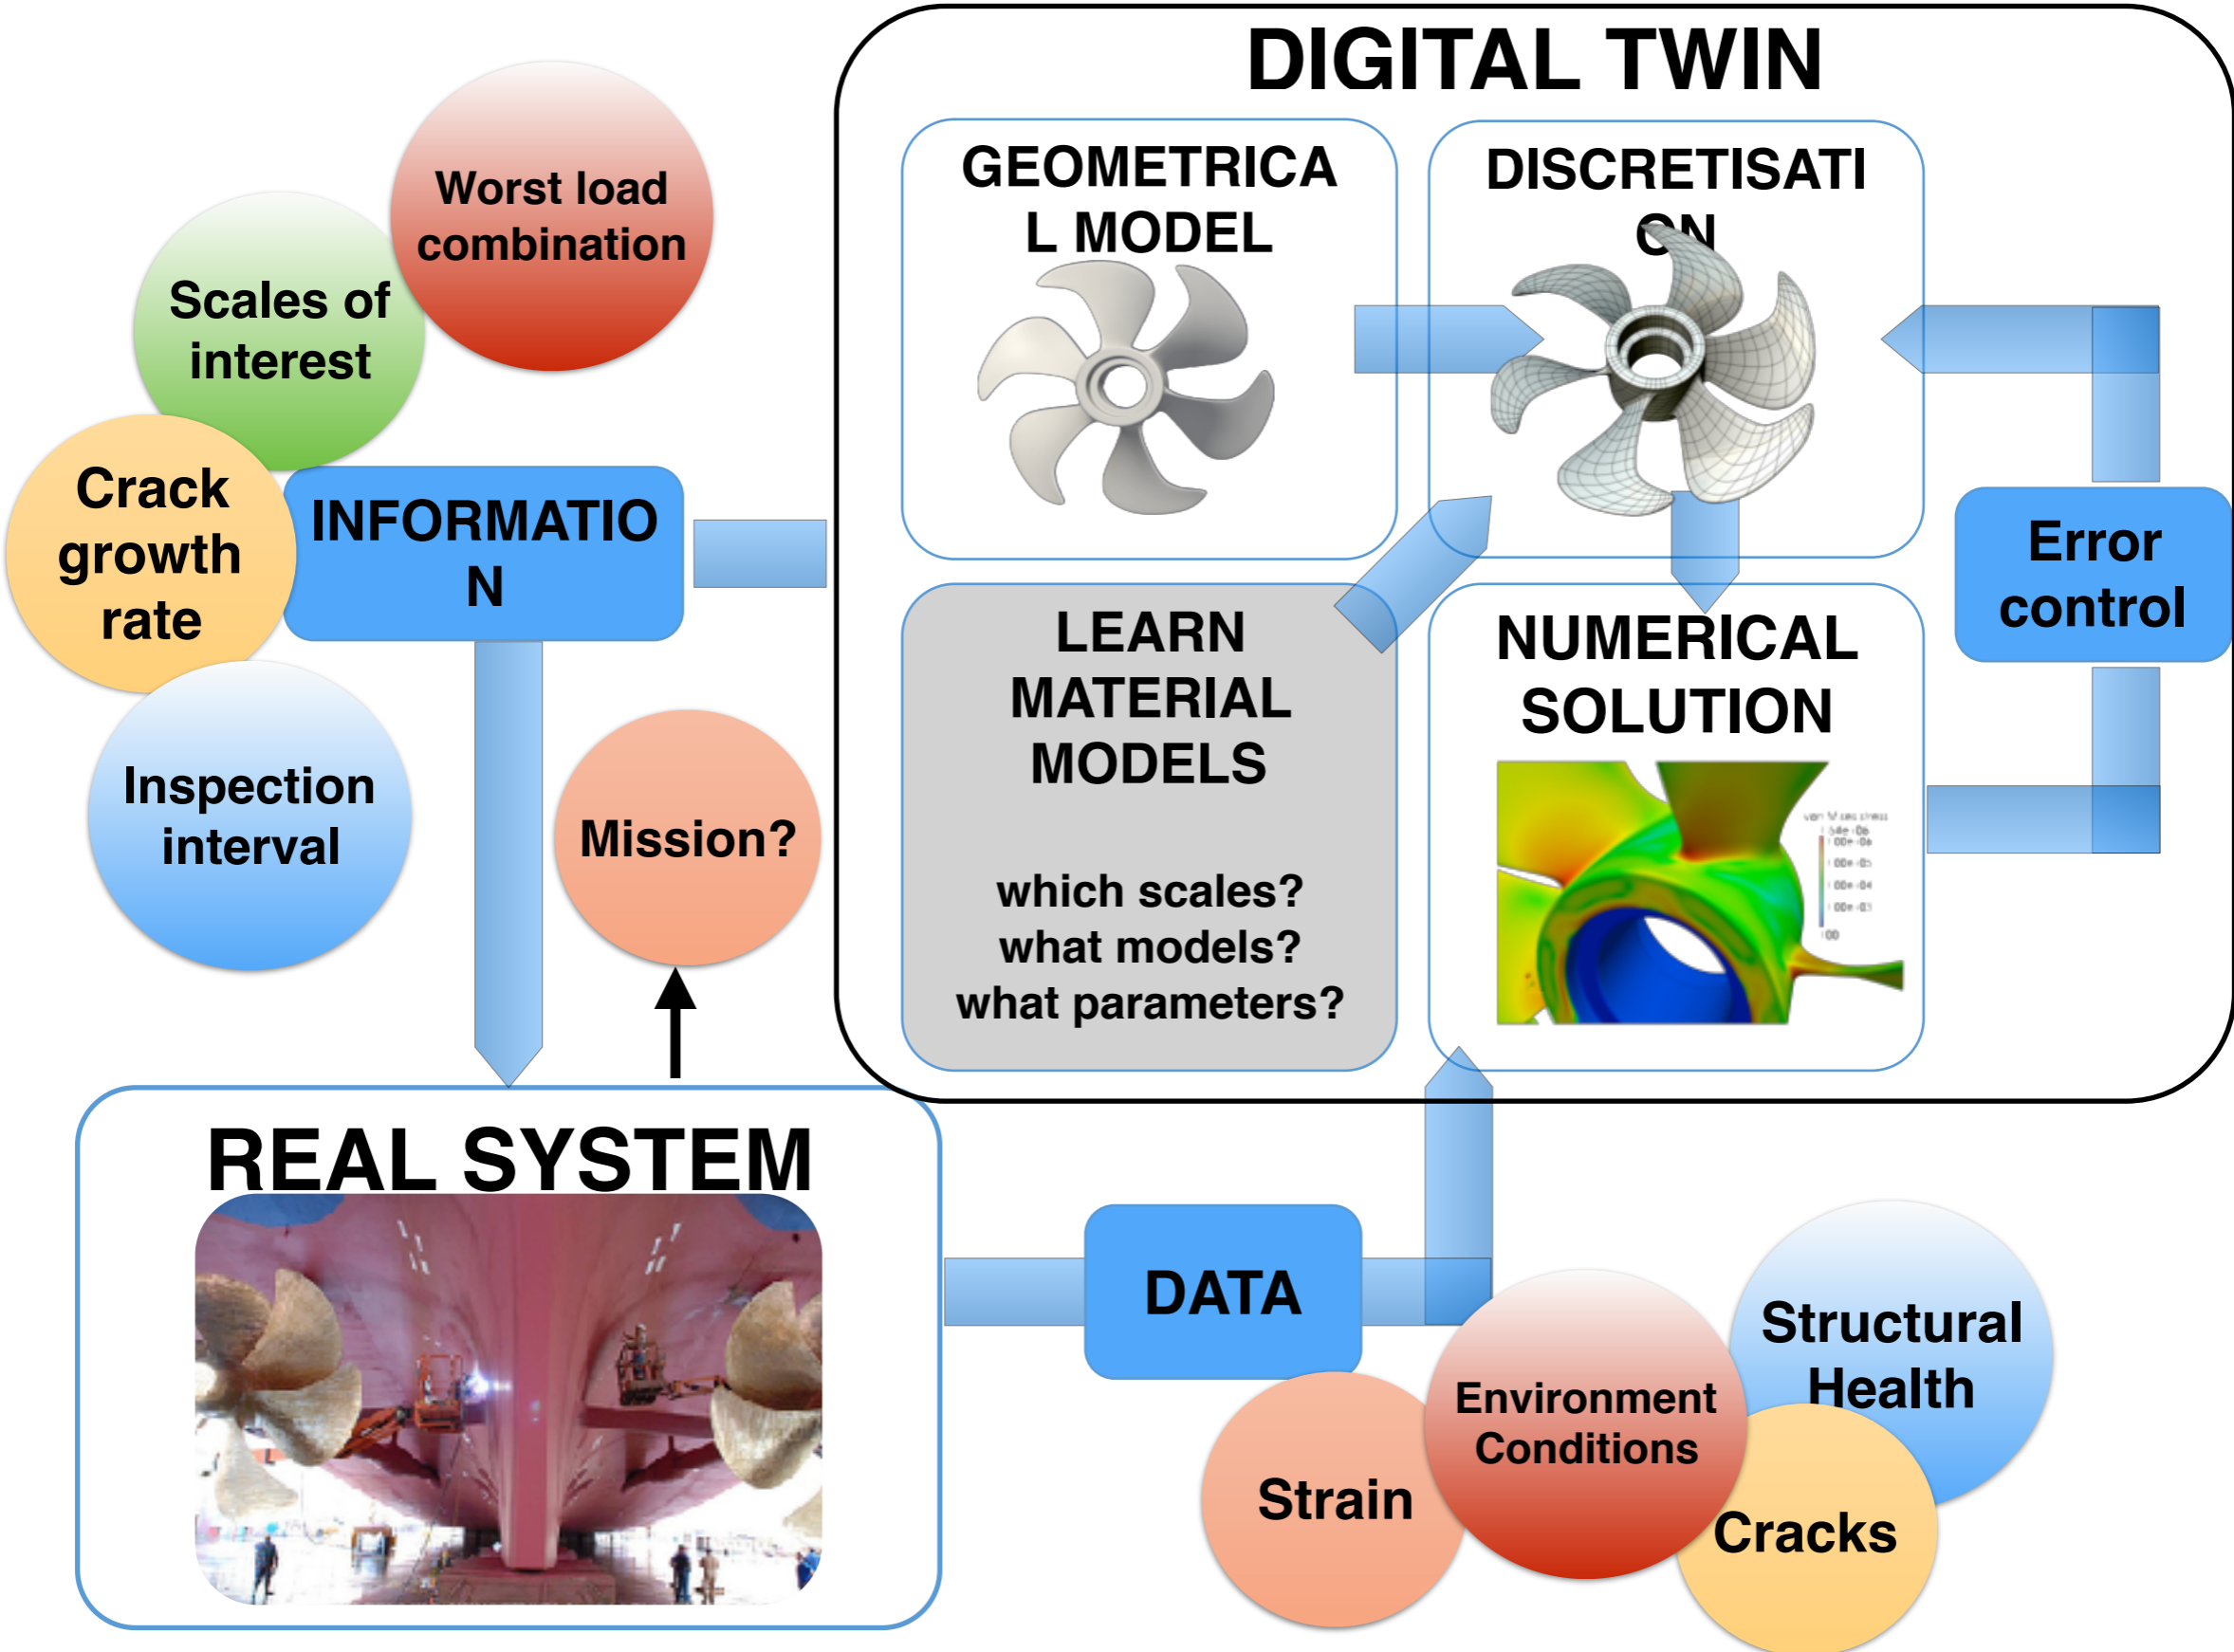 DIGITAL TWIN
Worst load
combination
Scales of
interest
Crack
growth
rate
INFORMATIO
N
Inspection
interval
Mission?
GEOMETRICA
L MODEL
DISCRETISATI
ON
LEARN
MATERIAL
MODELS
which scales?
what models?
what parameters?
NUMERICAL
SOLUTION
Error
control
REAL SYSTEM
DATA
Strain
Environment
Conditions
Structural
Health
Cracks